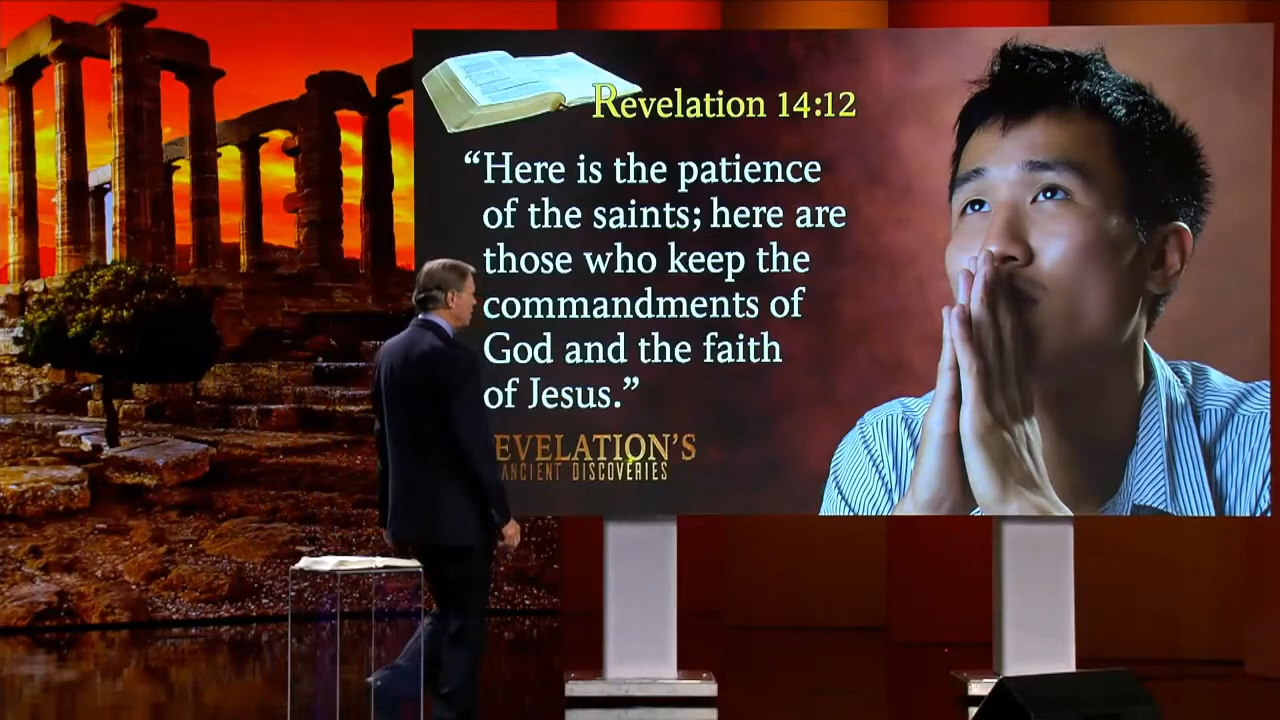 Revelation 14:12
“Here is the patience
of the saints; here are
those who keep the
commandments of
God and the faith
of Jesus.”
EVELATION’S
ANCIENT DISCOVERIES